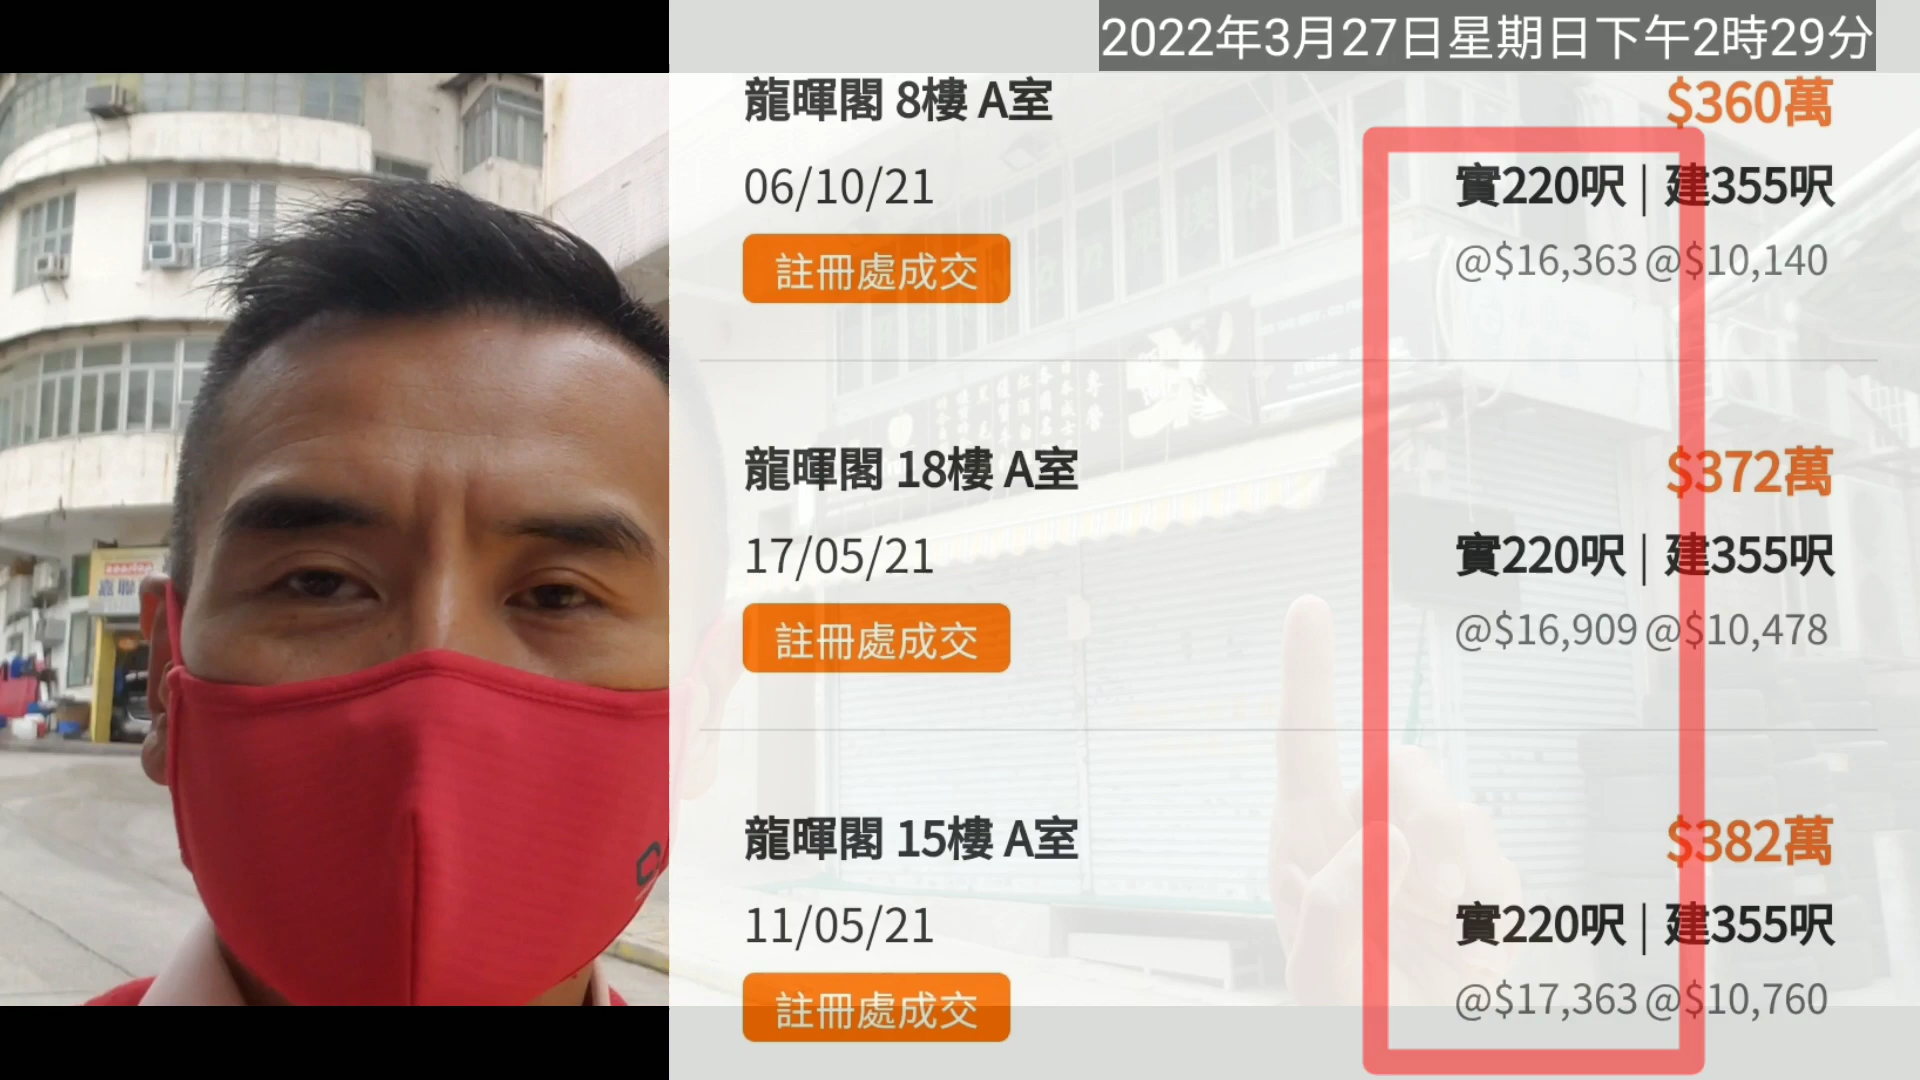 2022年3月27日星期日下午2時29分
龍暉閣 8樓 A室
$360萬
06/10/21
實220呎 | 建355呎
@$16,363 @$10,140
註冊處成交
龍暉閣 18樓 A室
$372萬
17/05/21
實220呎 | 建355呎
@$16,909 @$10,478
註冊處成交
龍暉閣 15樓 A室
$382萬
11/05/21
實220呎 | 建355呎
@$17,363 @$10,760
註冊處成交